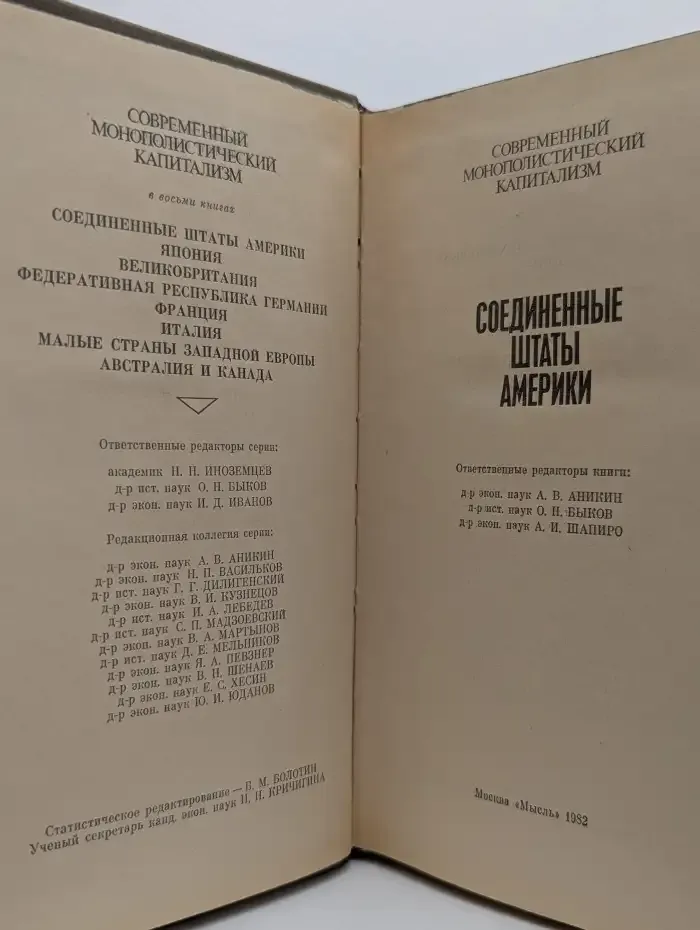 СОВРЕМЕННЫЙ
МОНОПОЛИСТИЧЕСКИЙ
КАПИТАЛИЗМ
в восьми книгах
СОЕДИНЕННЫЕ ШТАТЫ АМЕРИКИ
ЯПОНИЯ
ВЕЛИКОБРИТАНИЯ
ФЕДЕРАТИВНАЯ РЕСПУБЛИКА ГЕРМАНИИ
ФРАНЦИЯ
ИТАЛИЯ
МАЛЫЕ СТРАНЫ ЗАПАДНОЙ ЕВРОПЫ
АВСТРАЛИЯ И КАНАДА
Ответственные редакторы серии:
академик Н. Н. ИНОЗЕМЦЕВ
д-р ист. наук О. Н. БЫКОВ
д-р экон. наук И. Д. ИВАНОВ
Редакционная коллегия серии:
д-р экон. наук А. В. АНИКИН
д-р экон. наук Н. П. ВАСИЛЬКОВ
д-р ист. наук Г. Г. ДИЛИГЕНСКИЙ
д-р экон. наук В. И. КУЗНЕЦОВ
д-р ист. наук И. А. ЛЕБЕДЕВ
д-р ист. наук С. П. МАДЗОЕВСКИЙ
д-р экон. наук В. А. МАРТЫНОВ
д-р ист. наук Д. Е. МЕЛЬНИКОВ
д-р экон. наук Я. А. ПЕВЗНЕР
д-р экон. наук В. Н. ШЕНАЕВ
д-р экон. наук Е. С. ХЕСИН
д-р экон. наук Ю. И. ЮДАНОВ
Статистическое редактирование — Б. М. БОЛОТИН
Ученый секретарь канд. экон. наук И. Н. КРИЧИГИНА
СОВРЕМЕННЫЙ
МОНОПОЛИСТИЧЕСКИЙ
КАПИТАЛИЗМ
СОЕДИНЕННЫЕ
ШТАТЫ
АМЕРИКИ
Ответственные редакторы книги:
д-р экон. наук А. В. АНИКИН
д-р ист. наук О. Н. БЫКОВ
д-р экон. наук А. И. ШАПИРО
Москва «Мысль» 1982